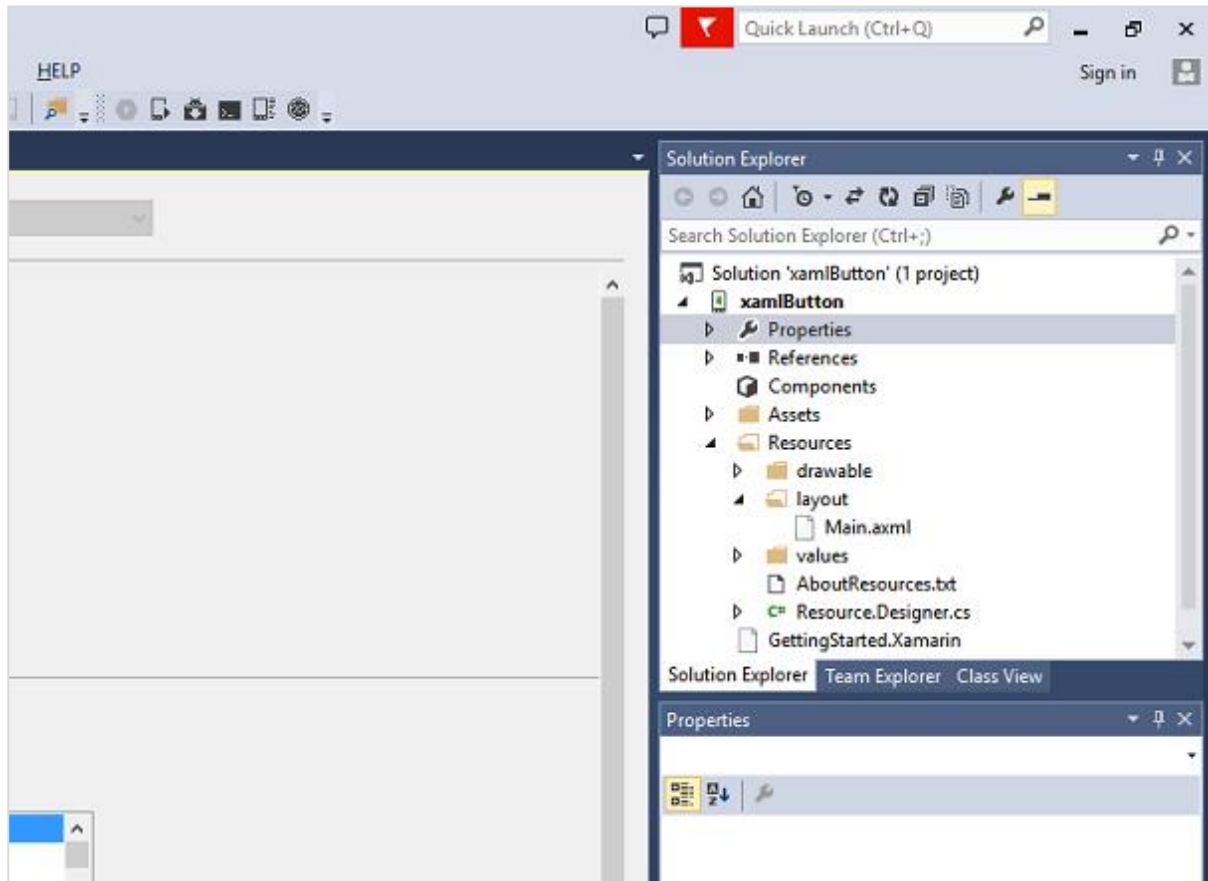 Quick Launch (Ctrl+Q)
HELP
Sign in
Solution Explorer
Search Solution Explorer (Ctrl+;)
Solution 'xamlButton' (1 project)
xamlButton
Properties
References
Components
Assets
Resources
drawable
layout
Main.axml
values
AboutResources.txt
C# Resource.Designer.cs
GettingStarted.Xamarin
Solution Explorer Team Explorer Class View
Properties